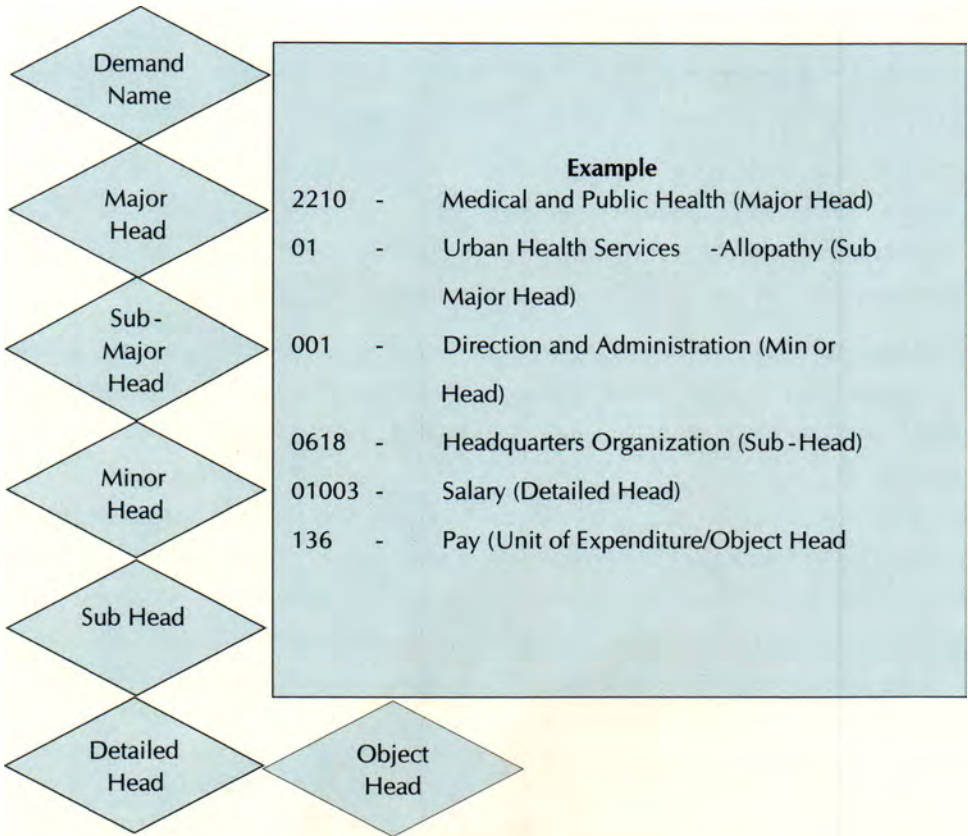 Demand
Name
Major
Head
Sub-
Major
Head
Minor
Head
Sub Head
Detailed
Head
Object
Head
Example
2210 - Medical and Public Health (Major Head)
01 - Urban Health Services -Allopathy (Sub
Major Head)
001 - Direction and Administration (Min or
Head)
0618 - Headquarters Organization (Sub-Head)
01003 - Salary (Detailed Head)
136 - Pay (Unit of Expenditure/Object Head